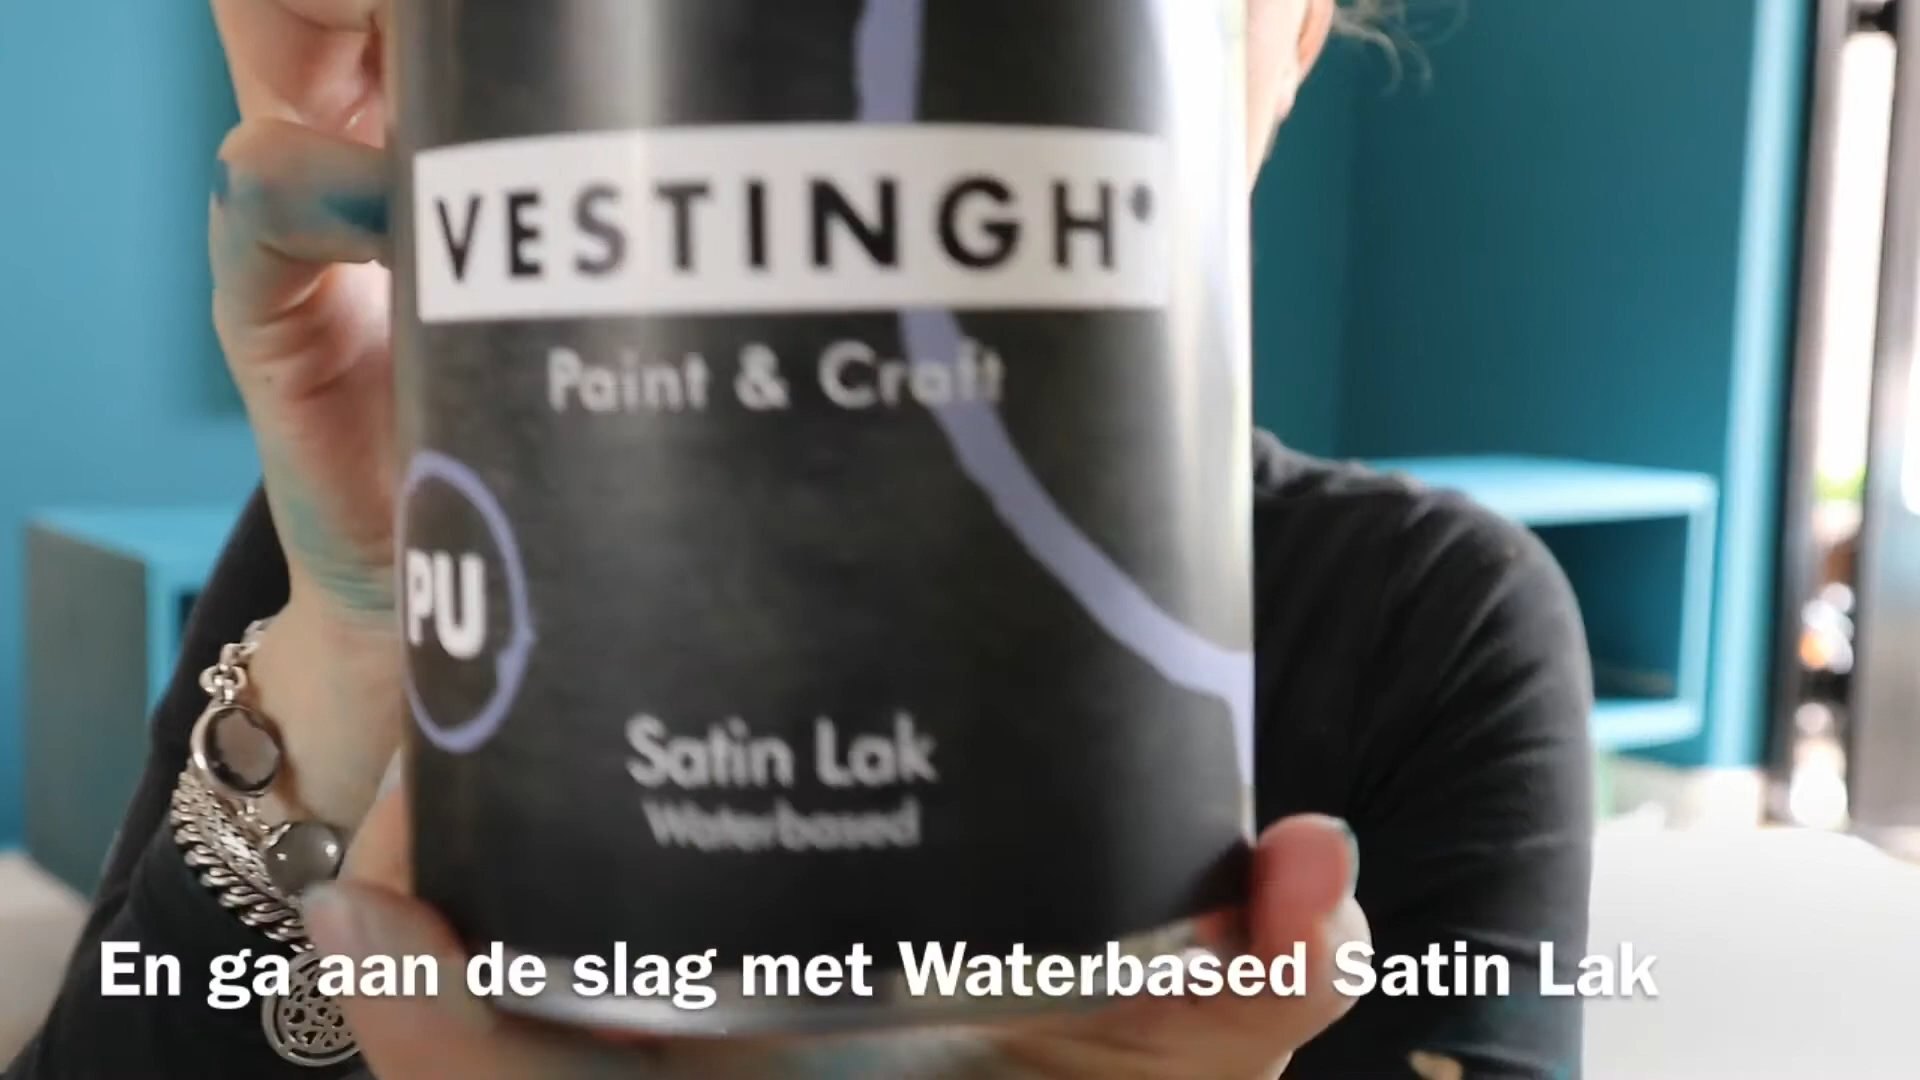 VESTINGH®
Paint & Craft
PU
Satin Lak
Waterbased
En ga aan de slag met Waterbased Satin Lak